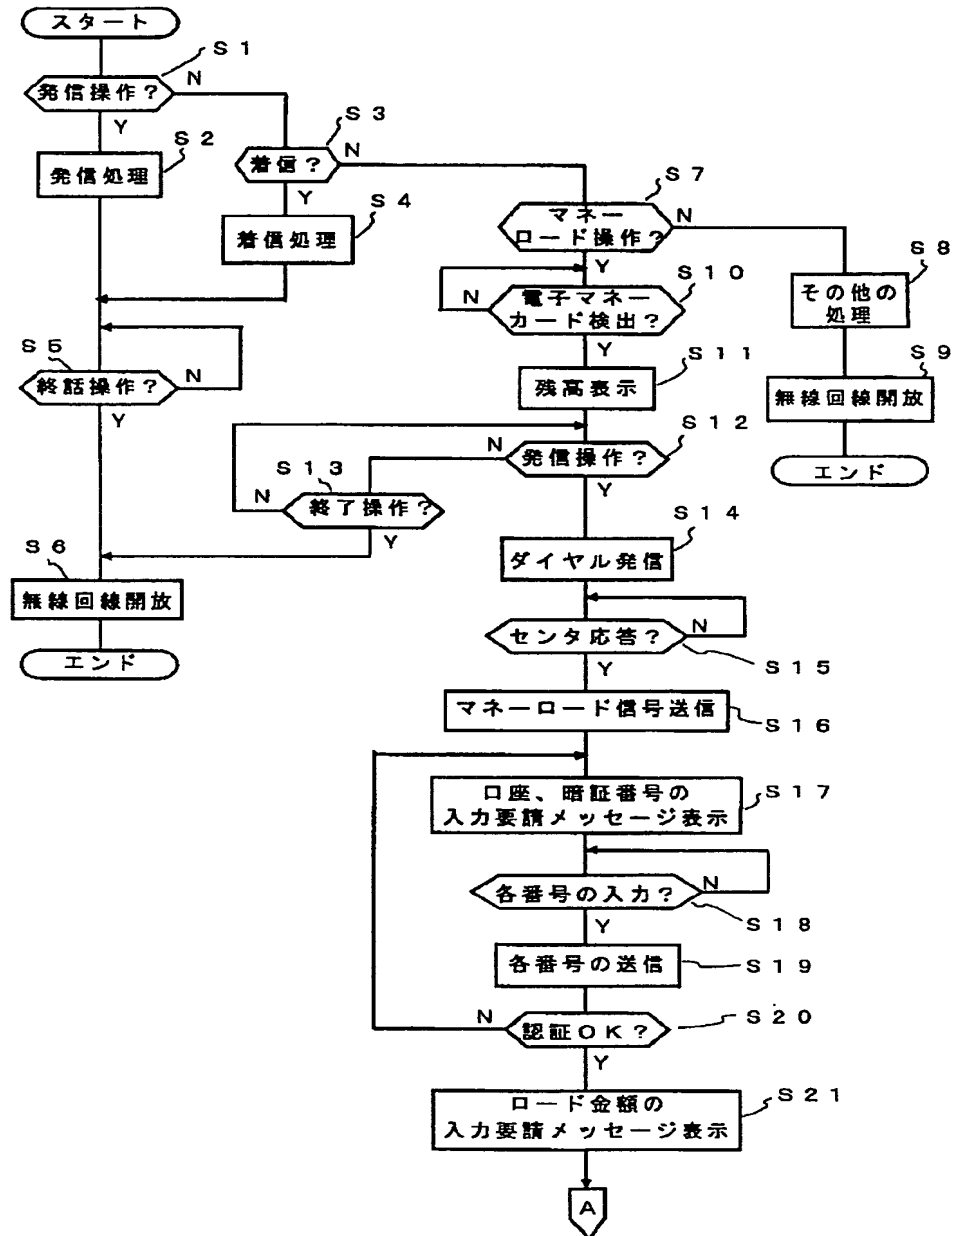 スタート
S1
発信操作?
N
Y
S2
発信処理
S3
着信?
N
Y
S4
着信処理
S5
終話操作?
N
Y
S6
無線回線開放
エンド
S7
マネー
ロード操作?
N
Y
S8
その他の
処理
S9
無線回線開放
エンド
S10
電子マネー
カード検出?
N
Y
S11
残高表示
S12
発信操作?
N
Y
S13
終了操作?
N
Y
S14
ダイヤル発信
センタ応答?
N
Y
S15
マネーロード信号送信
S16
口座、暗証番号の
入力要請メッセージ表示
S17
各番号の入力?
N
Y
S18
各番号の送信
S19
認証OK?
N
Y
S20
ロード金額の
入力要請メッセージ表示
S21
A